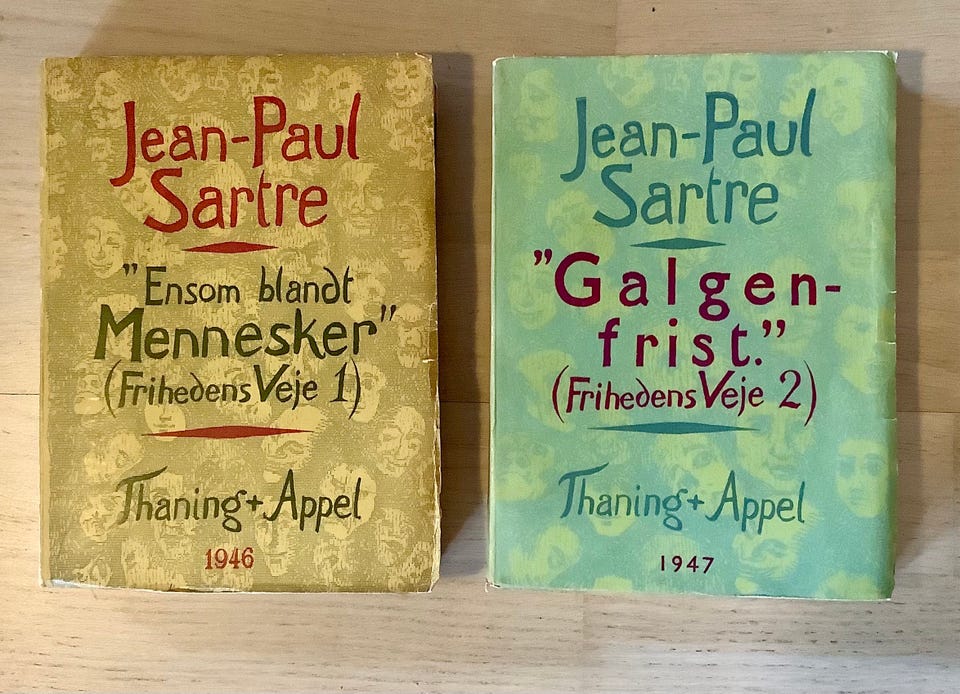 Jean-Paul
Sartre
"Ensom blandt
Mennesker"
(Frihedens Veje 1)
Thaning + Appel
1946
Jean-Paul
Sartre
"Galgen-
frist."
(Frihedens Veje 2)
Thaning + Appel
1947